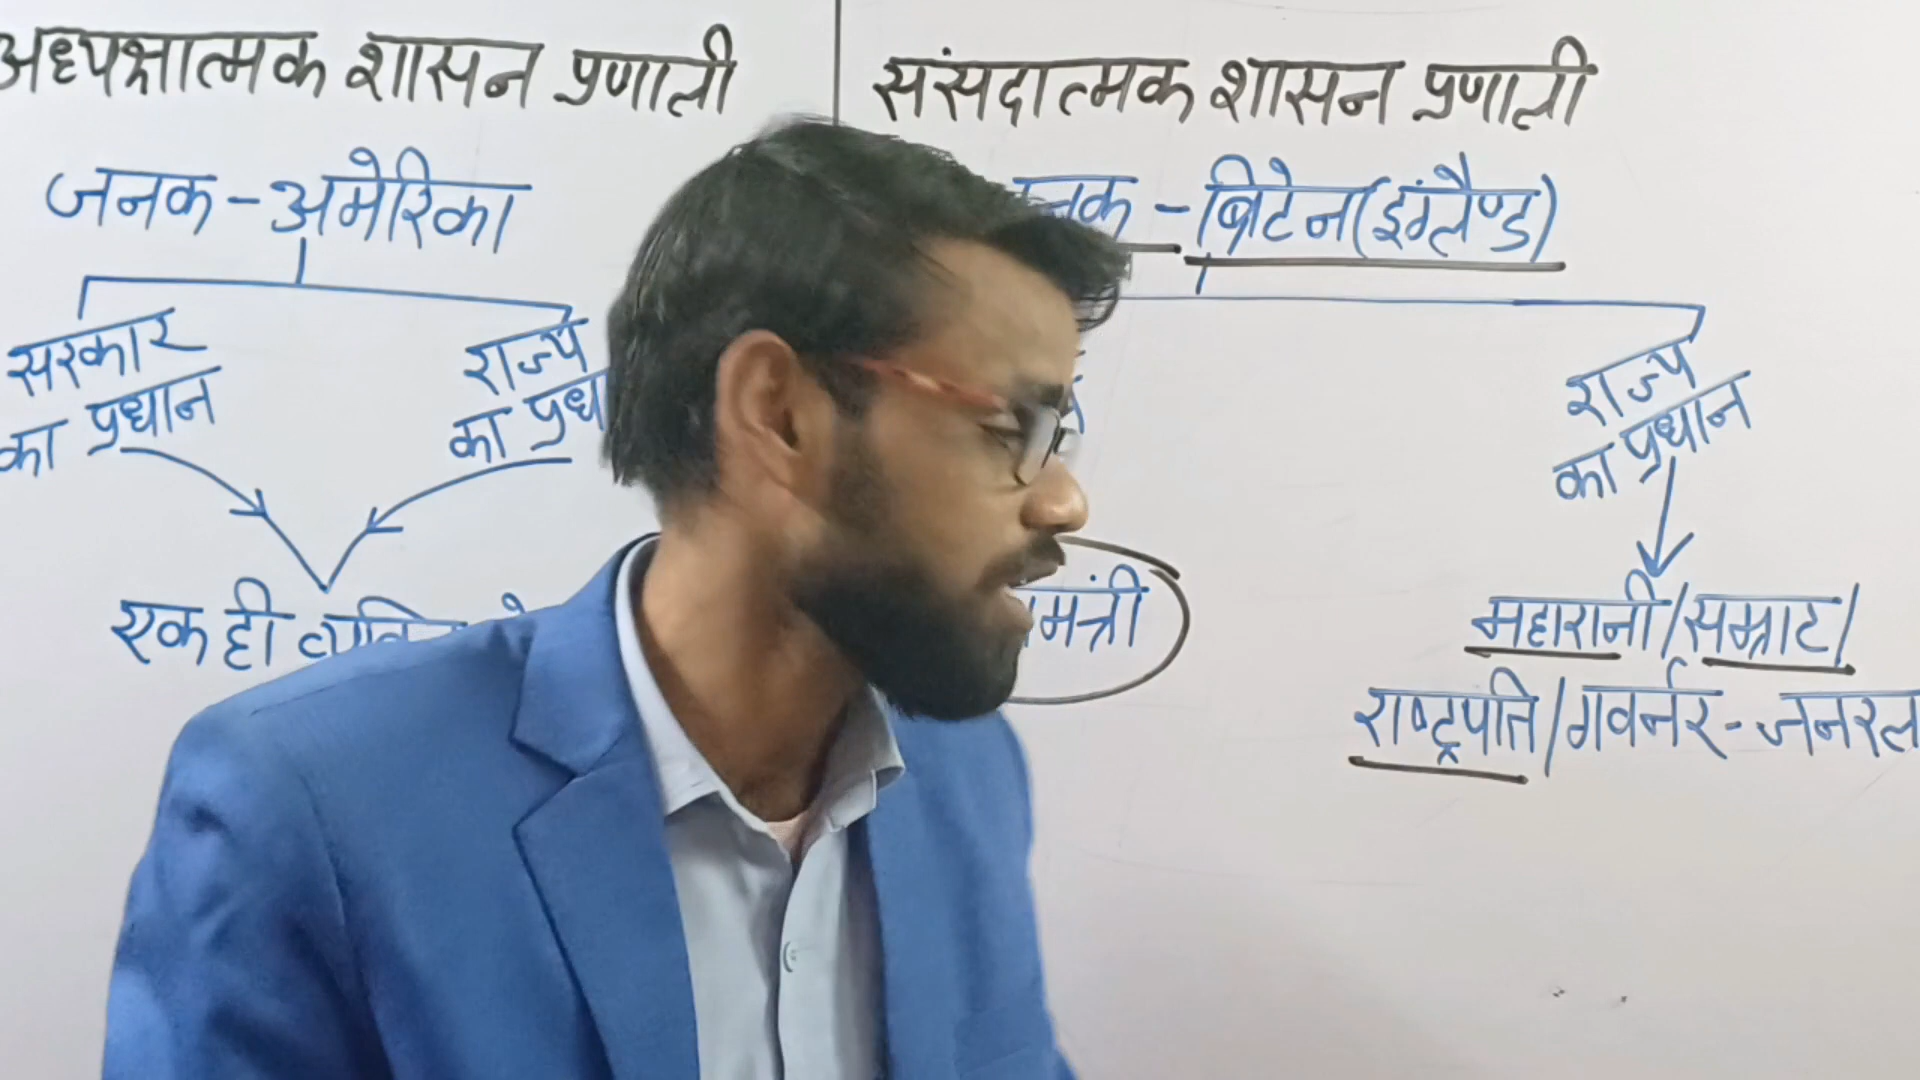 अध्यक्षात्मक शासन प्रणाली
जनक - अमेरिका
सरकार
का प्रधान
राज्य
का
एक ही
संसदात्मक शासन प्रणाली
- ब्रिटेन (इंग्लैण्ड)
राज्य
का प्रधान
महारानी/सम्राट/
राष्ट्रपति/गवर्नर-जनरल